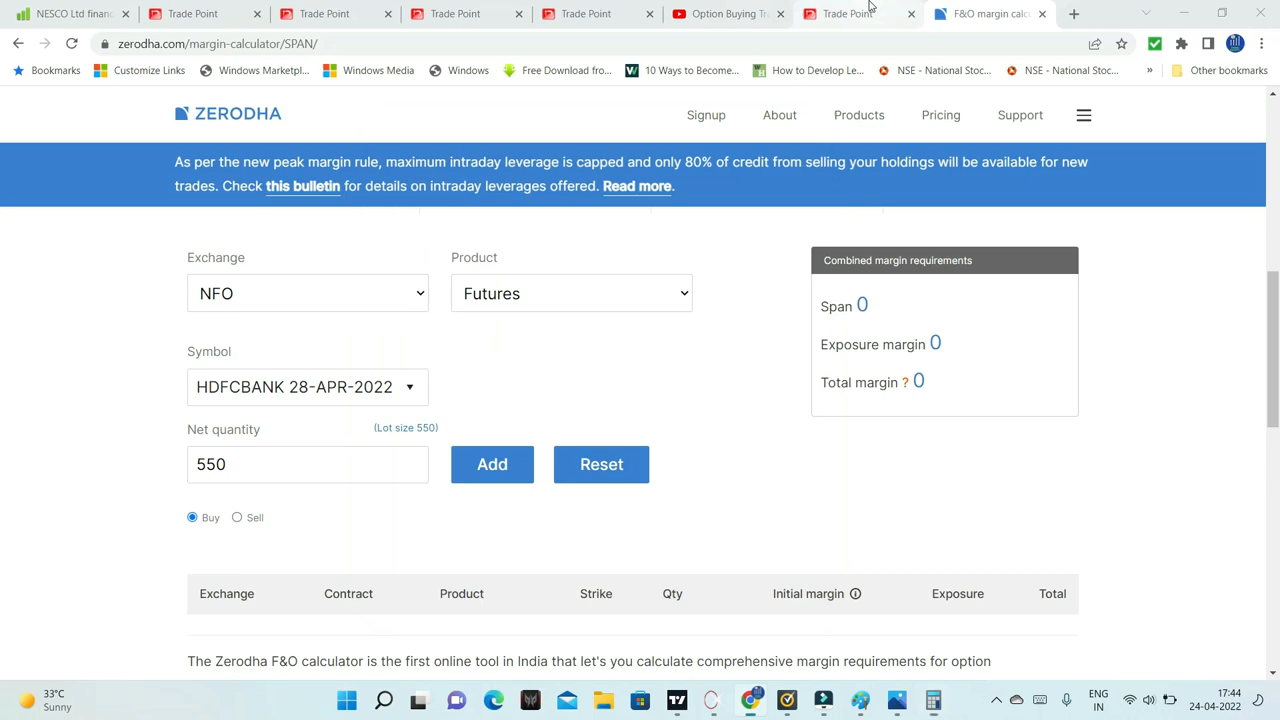 NESCO Ltd financ
Trade Point
Trade Point
Trade Point
Trade Point
Option Buying Tra
Trade Point
F&O margin calcu
zerodha.com/margin-calculator/SPAN/
Bookmarks
Customize Links
Windows Marketpl...
Windows Media
Windows
Free Download fro...
10 Ways to Become...
How to Develop Le...
NSE - National Stoc...
NSE - National Stoc...
»
Other bookmarks
ZERODHA
Signup
About
Products
Pricing
Support
As per the new peak margin rule, maximum intraday leverage is capped and only 80% of credit from selling your holdings will be available for new
trades. Check this bulletin for details on intraday leverages offered. Read more.
Exchange
Product
NFO
Futures
Combined margin requirements
Span 0
Exposure margin 0
Total margin ? 0
Symbol
HDFCBANK 28-APR-2022
Net quantity
(Lot size 550)
550
Add
Reset
Buy
Sell
Exchange
Contract
Product
Strike
Qty
Initial margin
Exposure
Total
The Zerodha F&O calculator is the first online tool in India that let's you calculate comprehensive margin requirements for option
33°C
Sunny
ENG
IN
17:44
24-04-2022